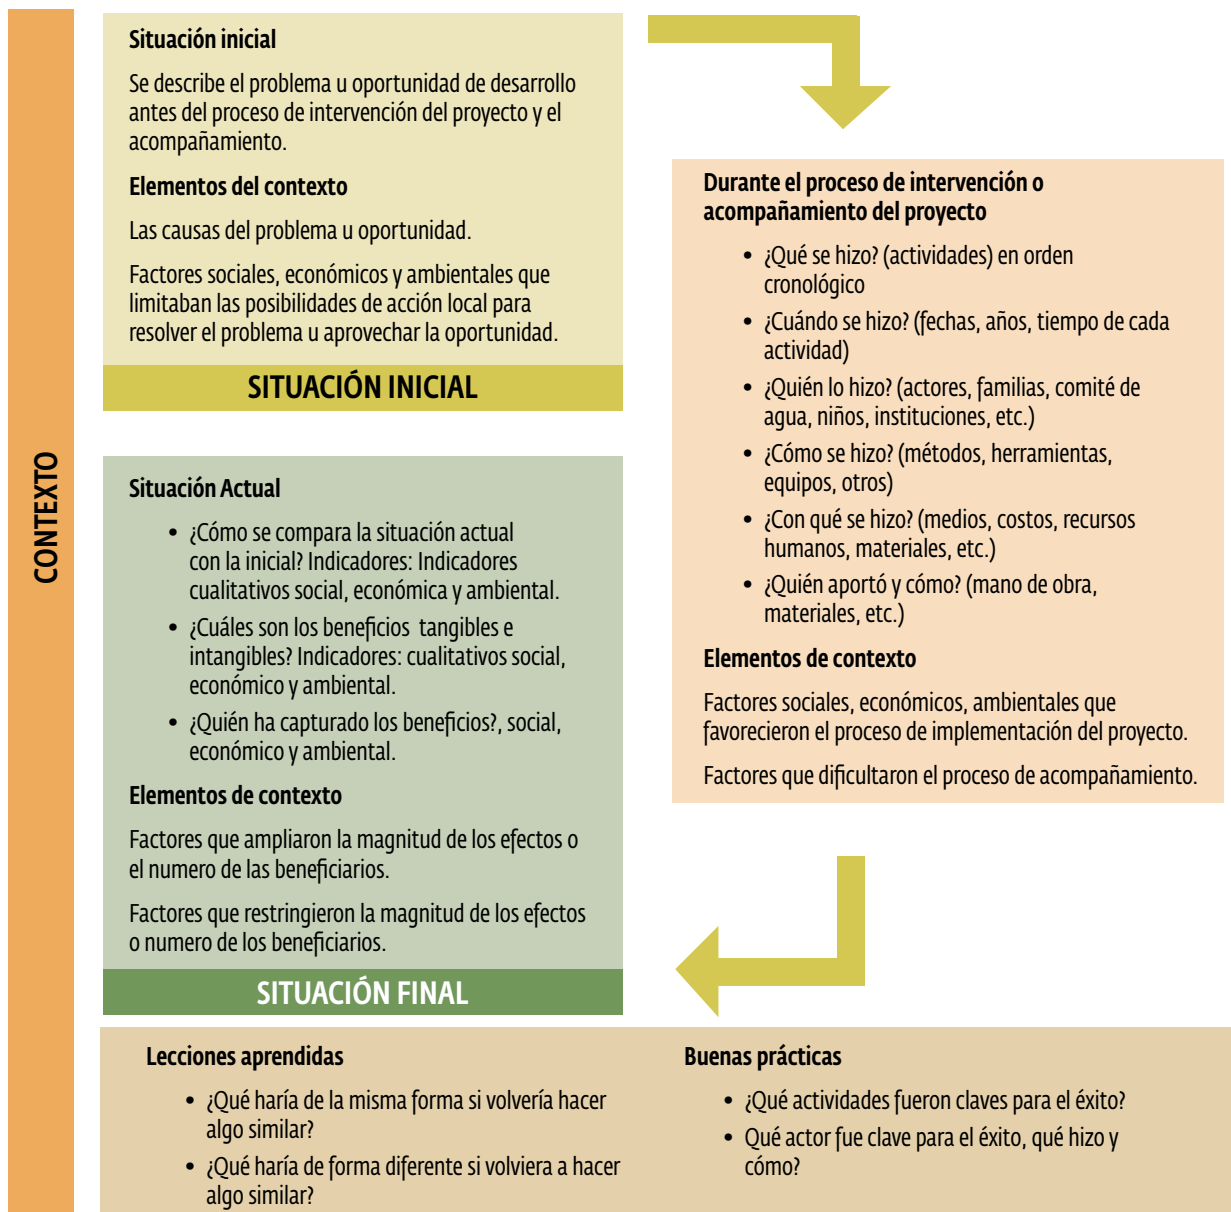 CONTEXTO
Situación inicial
Se describe el problema u oportunidad de desarrollo
antes del proceso de intervención del proyecto y el
acompañamiento.
Elementos del contexto
Las causas del problema u oportunidad.
Factores sociales, económicos y ambientales que
limitaban las posibilidades de acción local para
resolver el problema u aprovechar la oportunidad.
SITUACIÓN INICIAL
Durante el proceso de intervención o
acompañamiento del proyecto
• ¿Qué se hizo? (actividades) en orden
cronológico
• ¿Cuándo se hizo? (fechas, años, tiempo de cada
actividad)
• ¿Quién lo hizo? (actores, familias, comité de
agua, niños, instituciones, etc.)
• ¿Cómo se hizo? (métodos, herramientas,
equipos, otros)
• ¿Con qué se hizo? (medios, costos, recursos
humanos, materiales, etc.)
• ¿Quién aportó y cómo? (mano de obra,
materiales, etc.)
Elementos de contexto
Factores sociales, económicos, ambientales que
favorecieron el proceso de implementación del proyecto.
Factores que dificultaron el proceso de acompañamiento.
Situación Actual
• ¿Cómo se compara la situación actual
con la inicial? Indicadores: Indicadores
cualitativos social, económica y ambiental.
• ¿Cuáles son los beneficios tangibles e
intangibles? Indicadores: cualitativos social,
económico y ambiental.
• ¿Quién ha capturado los beneficios?, social,
económico y ambiental.
Elementos de contexto
Factores que ampliaron la magnitud de los efectos o
el numero de las beneficiarios.
Factores que restringieron la magnitud de los efectos
o numero de los beneficiarios.
SITUACIÓN FINAL
Lecciones aprendidas
• ¿Qué haría de la misma forma si volvería hacer
algo similar?
• ¿Qué haría de forma diferente si volviera a hacer
algo similar?
Buenas prácticas
• ¿Qué actividades fueron claves para el éxito?
• Qué actor fue clave para el éxito, qué hizo y
cómo?